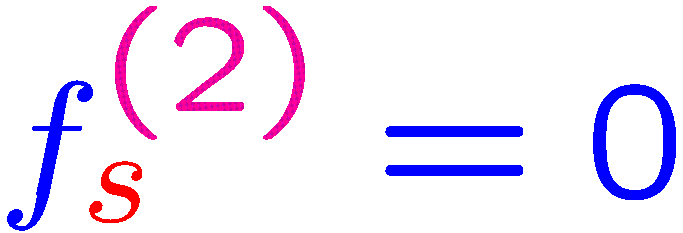 f_s^{(2)} = 0